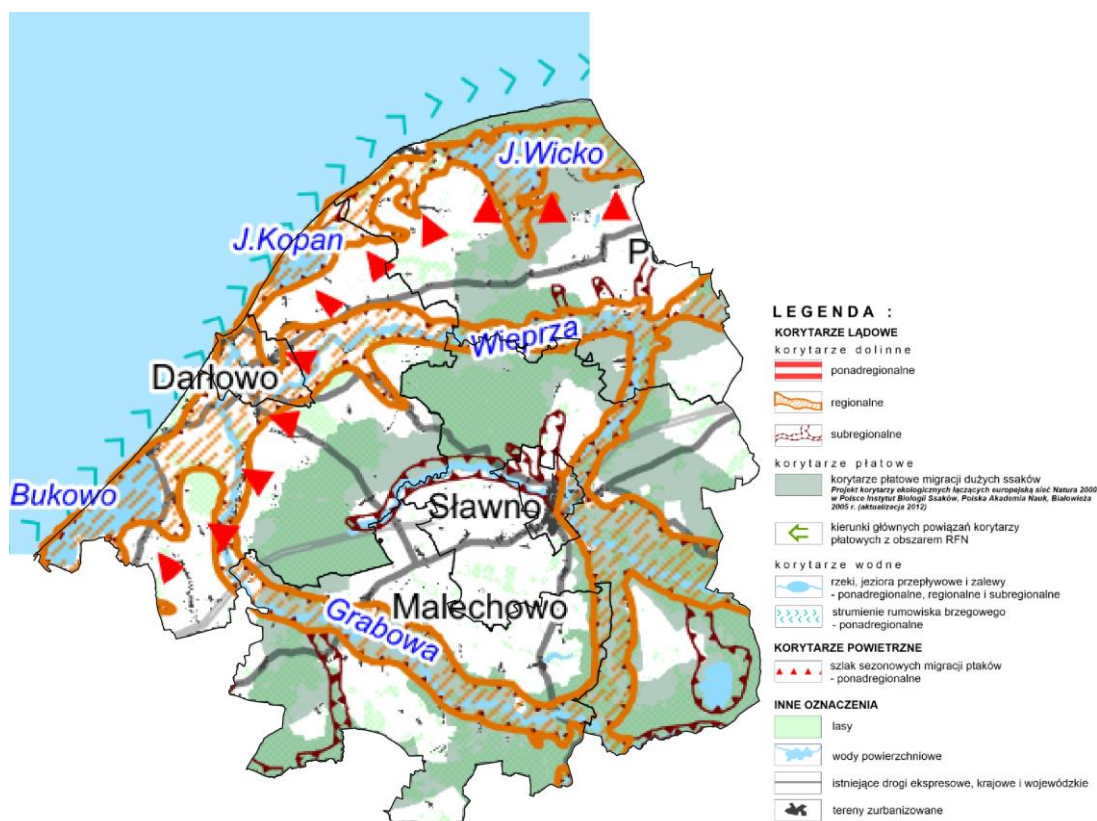 J.Wicko
J.Kopań
P
Wieprza
Darłowo
Bukowo
Sławno
Malechowo
Grabowa
LEGENDA :
KORYTARZE LĄDOWE
korytarze dolinne
ponadregionalne
regionalne
subregionalne
korytarze płatowe
korytarze płatowe migracji dużych ssaków
Projekt korytarzy ekologicznych łączących europejską sieć Natura 2000
w Polsce Instytut Biologii Ssaków, Polska Akademia Nauk, Białowieża
2005 r. (aktualizacja 2012)
kierunki głównych powiązań korytarzy
płatowych z obszarem RFN
korytarze wodne
rzeki, jeziora przepływowe i zalewy
- ponadregionalne, regionalne i subregionalne
strumienie rumowiska brzegowego
- ponadregionalne
KORYTARZE POWIETRZNE
szlak sezonowych migracji ptaków
- ponadregionalne
INNE OZNACZENIA
lasy
wody powierzchniowe
istniejące drogi ekspresowe, krajowe i wojewódzkie
tereny zurbanizowane